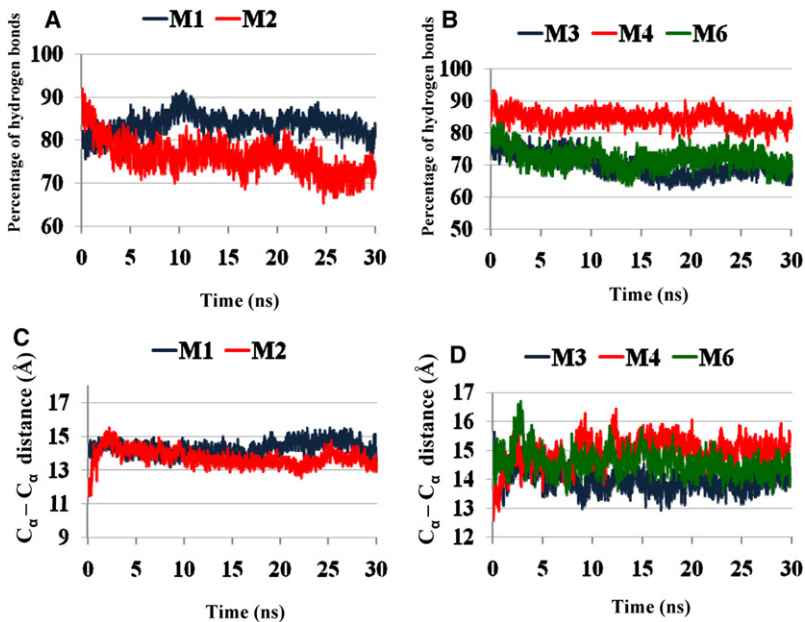 A
M1 M2
Percentage of hydrogen bonds
100
90
80
70
60
0 5 10 15 20 25 30
Time (ns)
B
M3 M4 M6
Percentage of hydrogen bonds
100
90
80
70
60
50
0 5 10 15 20 25 30
Time (ns)
C
M1 M2
Cα – Cα distance (Å)
17
15
13
11
9
0 5 10 15 20 25 30
Time (ns)
D
M3 M4 M6
Cα – Cα distance (Å)
17
16
15
14
13
12
0 5 10 15 20 25 30
Time (ns)